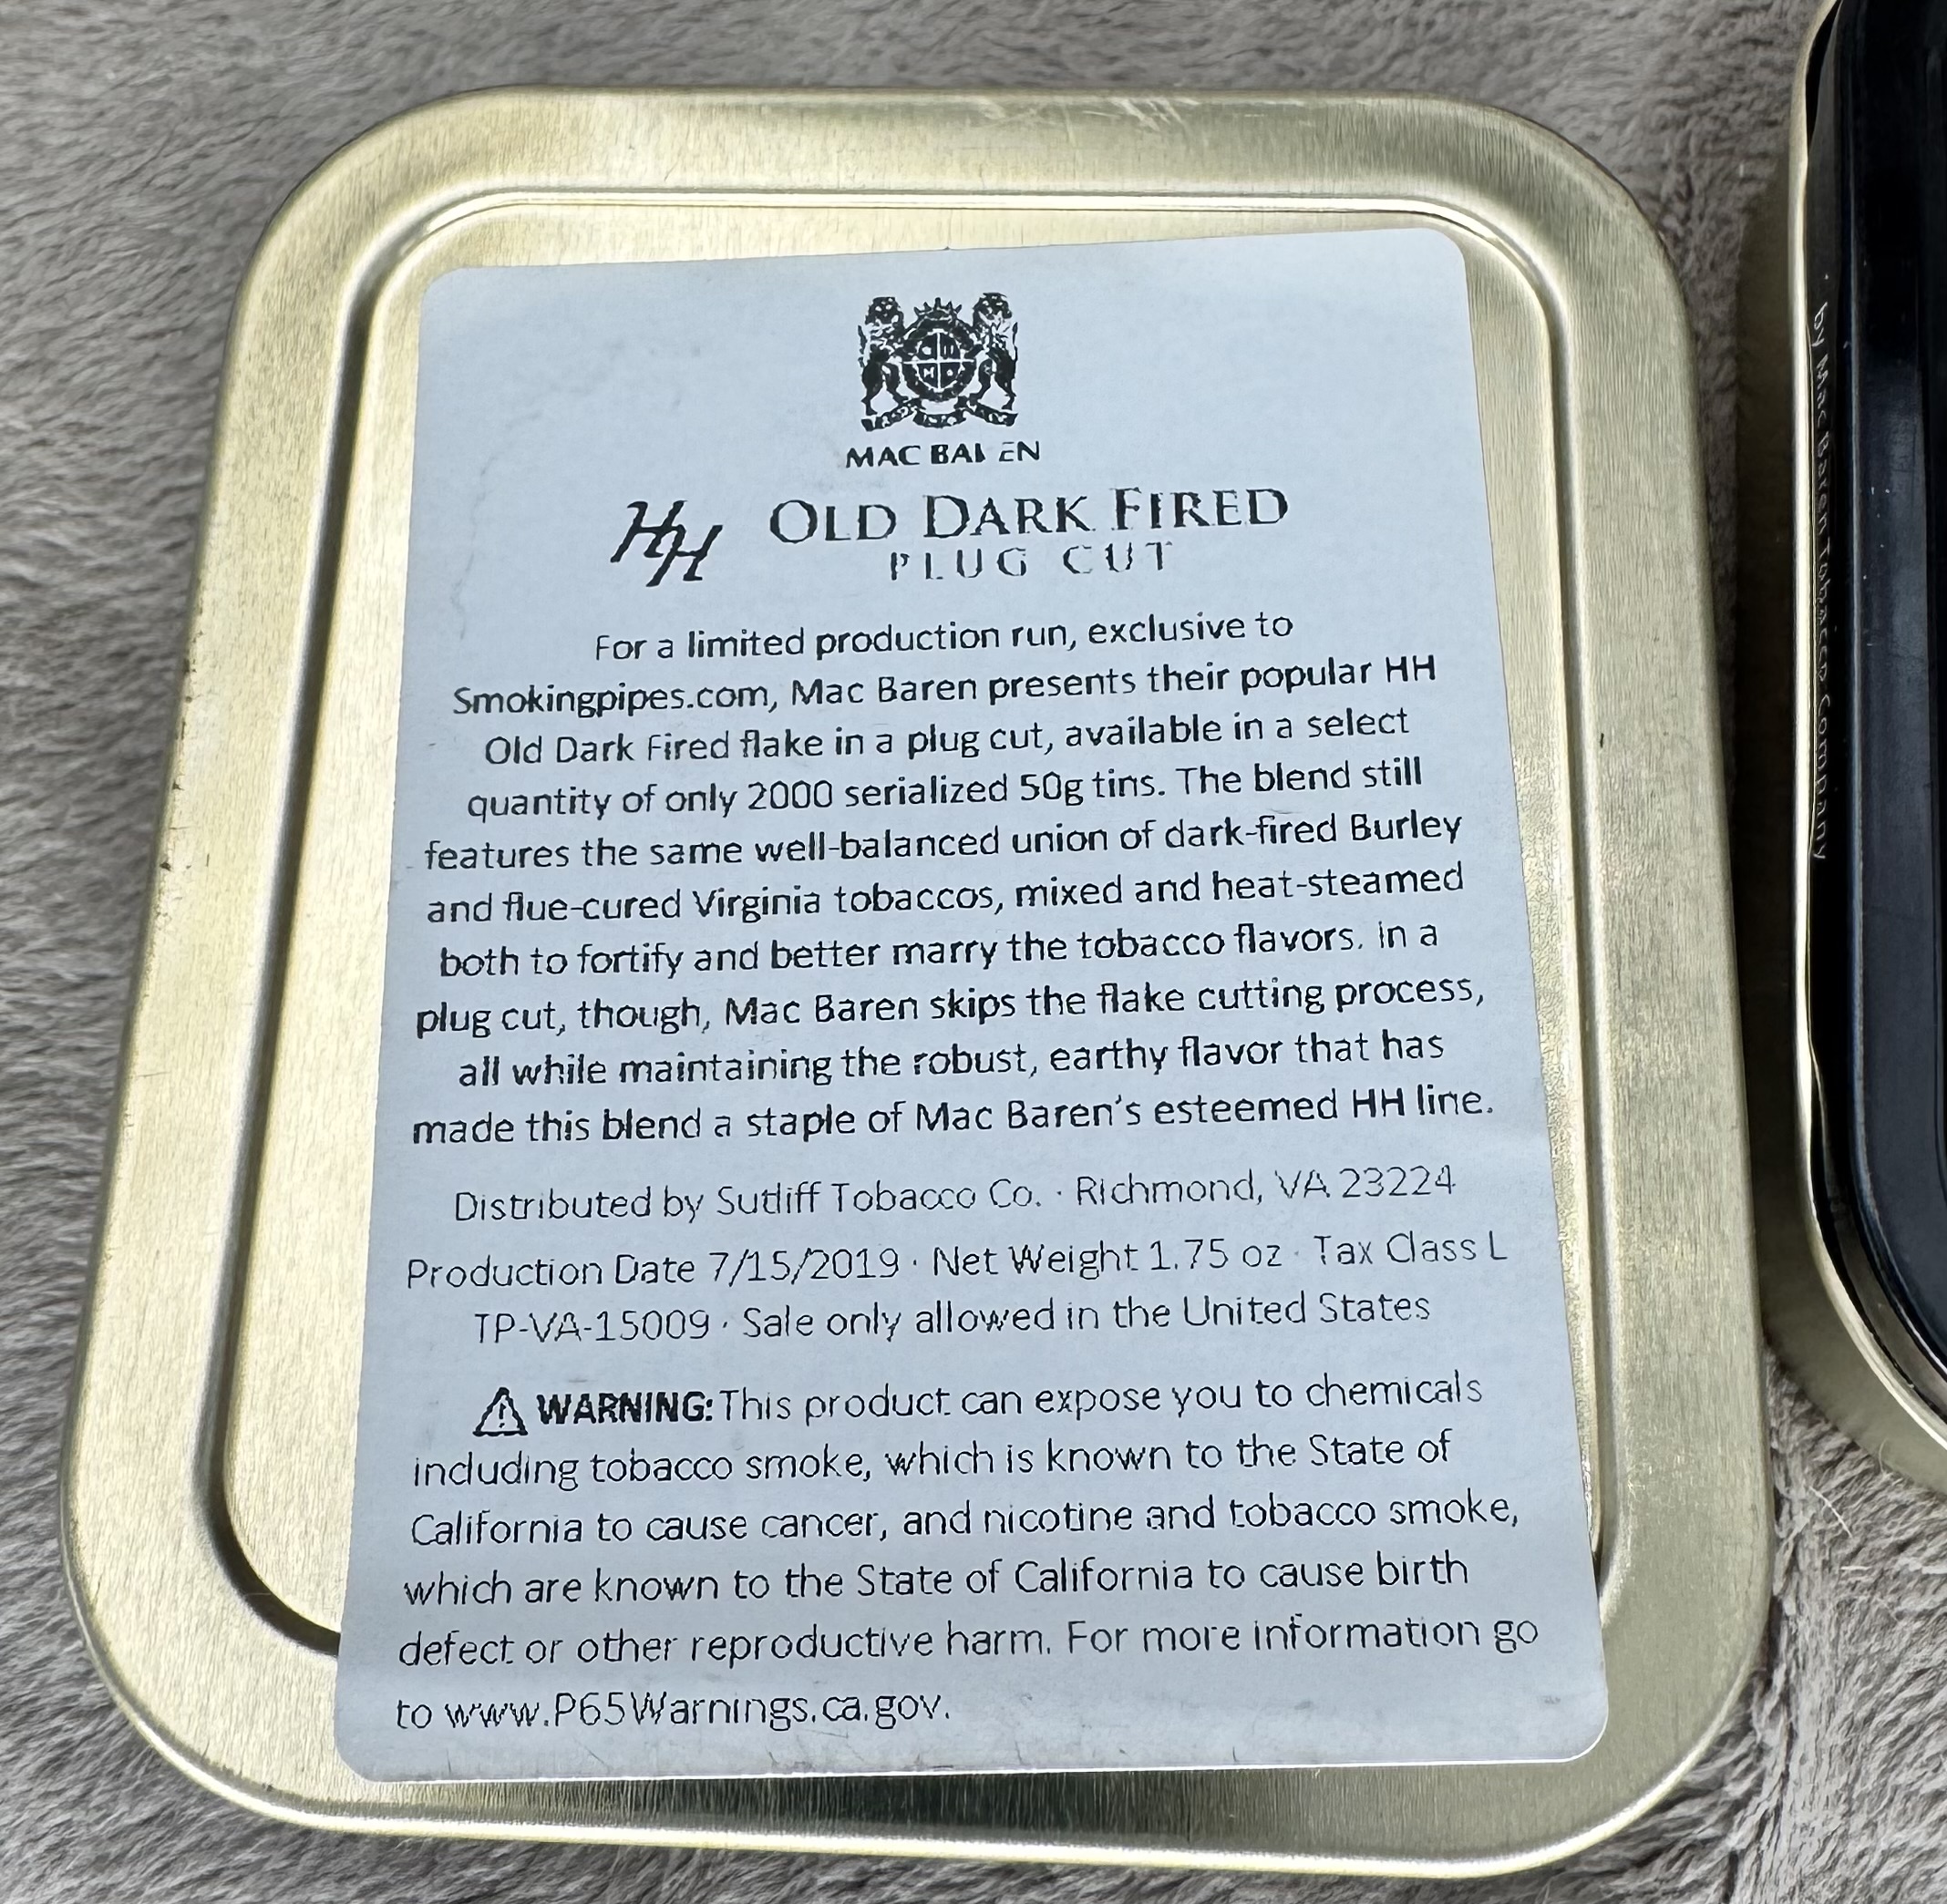 MAC BAREN
HH OLD DARK FIRED
PLUG CUT
For a limited production run, exclusive to
Smokingpipes.com, Mac Baren presents their popular HH
Old Dark Fired flake in a plug cut, available in a select
quantity of only 2000 serialized 50g tins. The blend still
features the same well-balanced union of dark-fired Burley
and flue-cured Virginia tobaccos, mixed and heat-steamed
both to fortify and better marry the tobacco flavors. In a
plug cut, though, Mac Baren skips the flake cutting process,
all while maintaining the robust, earthy flavor that has
made this blend a staple of Mac Baren's esteemed HH line.
Distributed by Sutliff Tobacco Co. · Richmond, VA 23224
Production Date 7/15/2019 · Net Weight 1.75 oz · Tax Class L
TP-VA-15009 · Sale only allowed in the United States
⚠ WARNING: This product can expose you to chemicals
including tobacco smoke, which is known to the State of
California to cause cancer, and nicotine and tobacco smoke,
which are known to the State of California to cause birth
defect or other reproductive harm. For more information go
to www.P65Warnings.ca.gov.
by Mac Baren Tobacco Company